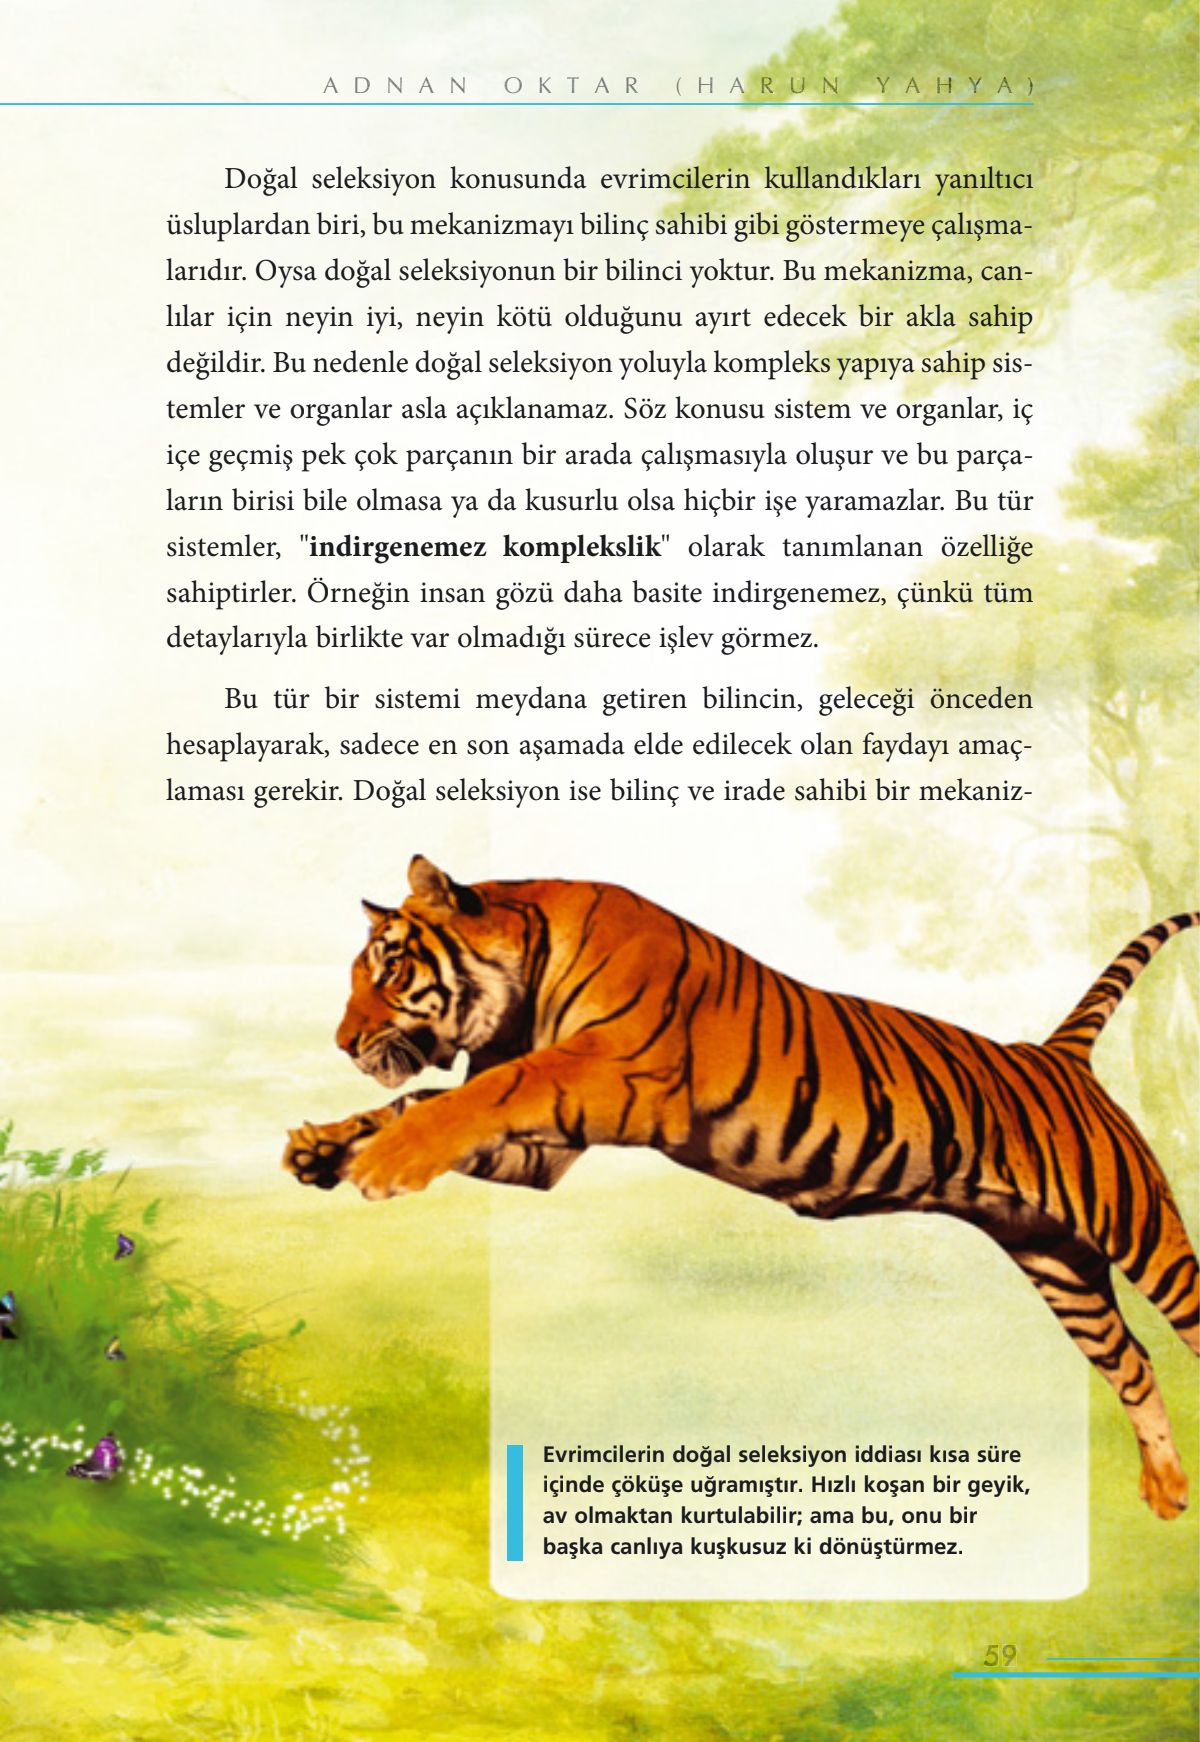 ADNAN OKTAR (HARUN YAHYA)
Doğal seleksiyon konusunda evrimcilerin kullandıkları yanıltıcı
üsluplardan biri, bu mekanizmayı bilinç sahibi gibi göstermeye çalışma-
larıdır. Oysa doğal seleksiyonun bir bilinci yoktur. Bu mekanizma, can-
lılar için neyin iyi, neyin kötü olduğunu ayırt edecek bir akla sahip
değildir. Bu nedenle doğal seleksiyon yoluyla kompleks yapıya sahip sis-
temler ve organlar asla açıklanamaz. Söz konusu sistem ve organlar, iç
içe geçmiş pek çok parçanın bir arada çalışmasıyla oluşur ve bu parça-
ların birisi bile olmasa ya da kusurlu olsa hiçbir işe yaramazlar. Bu tür
sistemler, "indirgenemez komplekslik" olarak tanımlanan özelliğe
sahiptirler. Örneğin insan gözü daha basite indirgenemez, çünkü tüm
detaylarıyla birlikte var olmadığı sürece işlev görmez.
Bu tür bir sistemi meydana getiren bilincin, geleceği önceden
hesaplayarak, sadece en son aşamada elde edilecek olan faydayı amaç-
laması gerekir. Doğal seleksiyon ise bilinç ve irade sahibi bir mekaniz-
Evrimcilerin doğal seleksiyon iddiası kısa süre
içinde çöküşe uğramıştır. Hızlı koşan bir geyik,
av olmaktan kurtulabilir; ama bu, onu bir
başka canlıya kuşkusuz ki dönüştürmez.
59